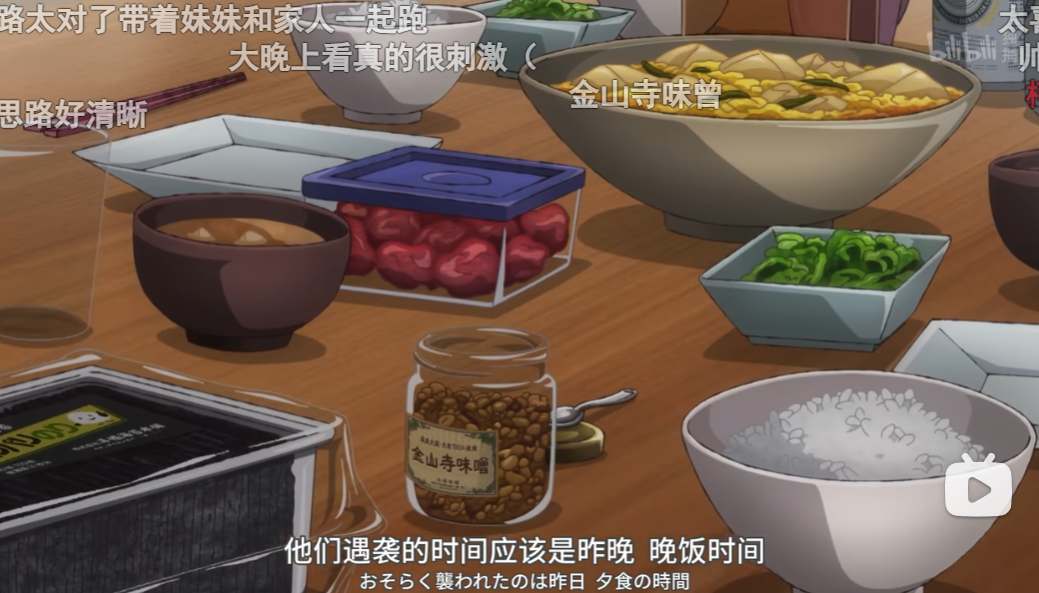 路太对了带着妹妹和家人一起跑
太
大晚上看真的很刺激（
bilibili
帅
金山寺味曾
思路好清晰
金山寺味噌
他们遇袭的时间应该是昨晚 晚饭时间
おそらく襲われたのは昨日 夕食の時間